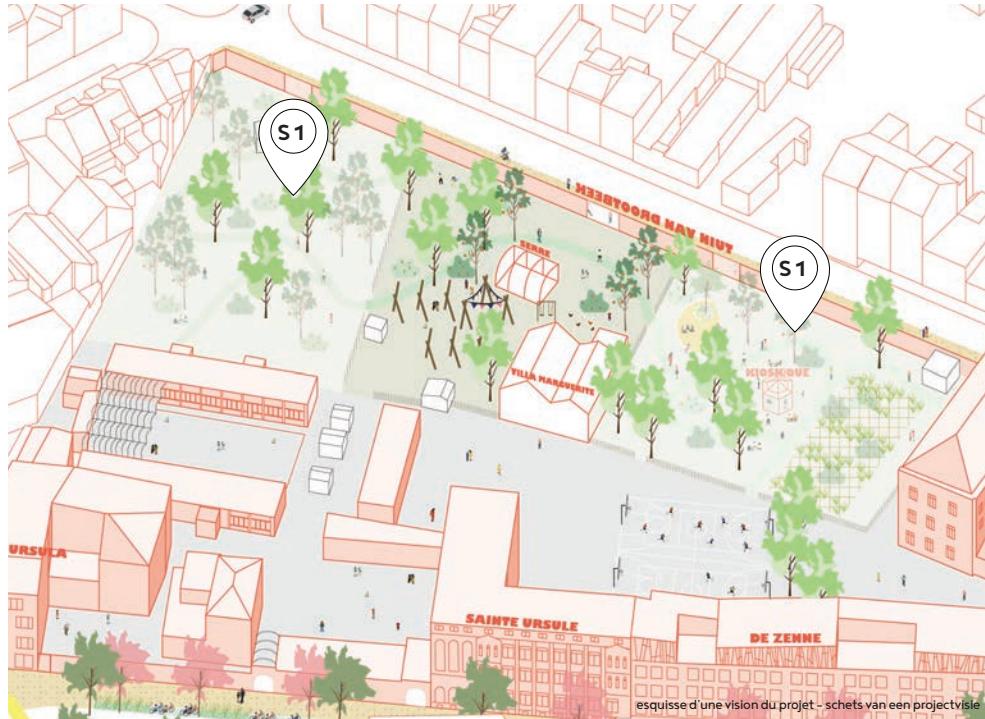 S1
TUIN VAN DROOTBEEK
SERRE
S1
VILLA MARGUERITE
KIOSKQUE
URSULA
SAINTE URSULE
DE ZENNE
esquisse d'une vision du projet - schets van een projectvisie